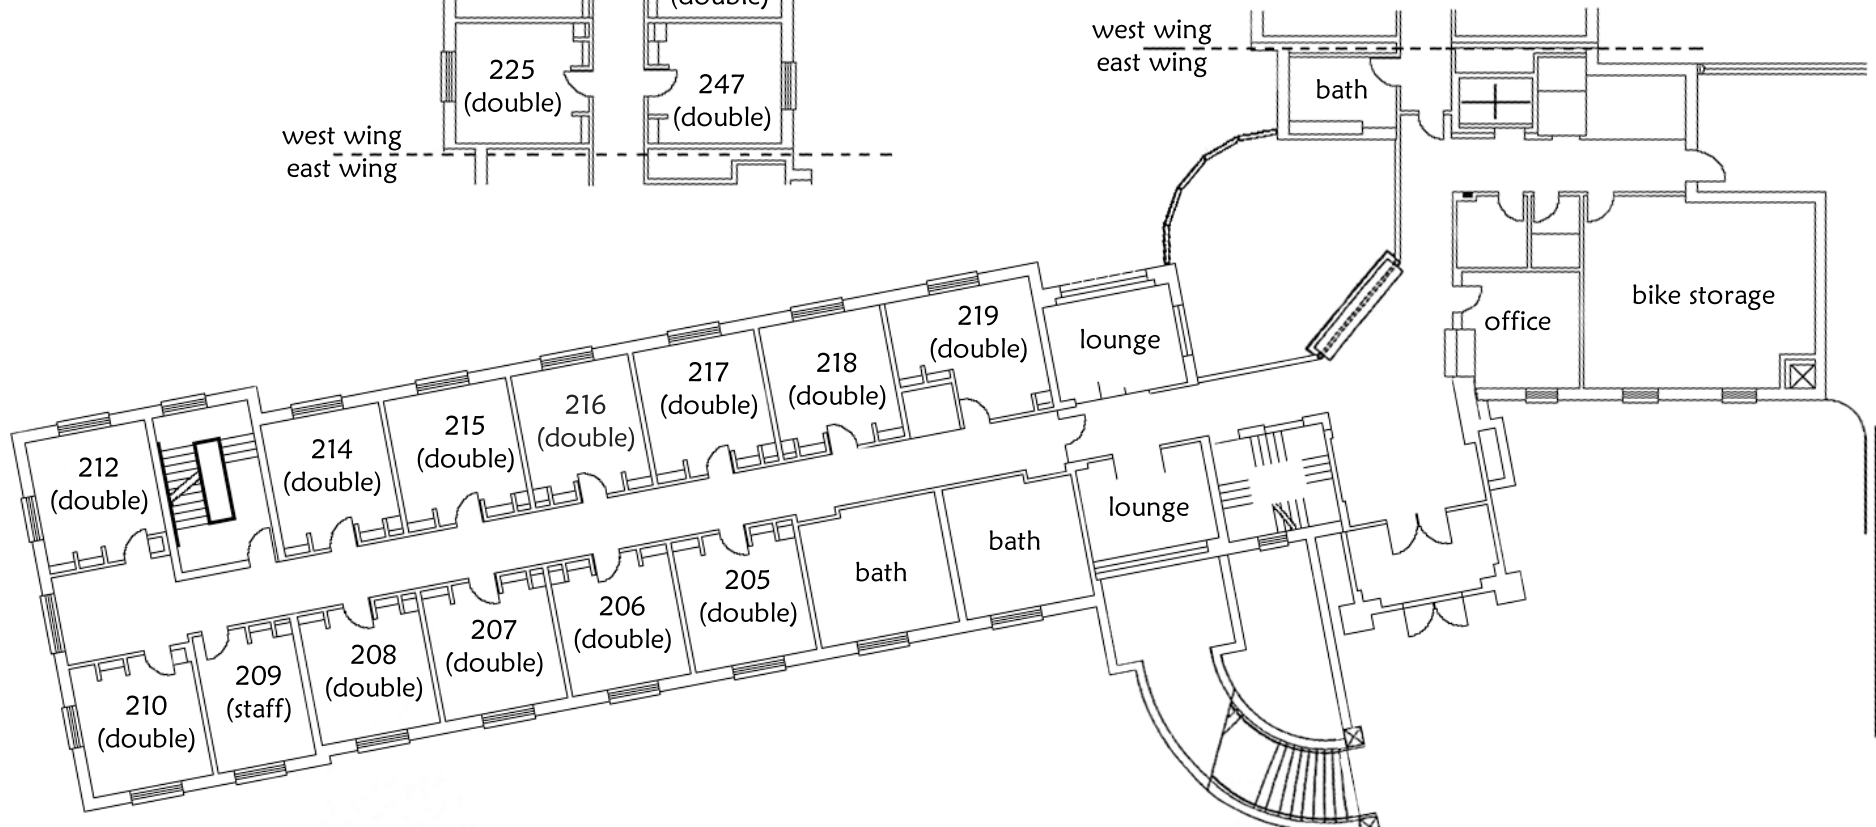 (double)
225
(double)
247
(double)
west wing
east wing
west wing
east wing
bath
219
(double)
lounge
office
bike storage
218
(double)
217
(double)
216
(double)
215
(double)
214
(double)
212
(double)
lounge
bath
bath
205
(double)
206
(double)
207
(double)
208
(double)
209
(staff)
210
(double)